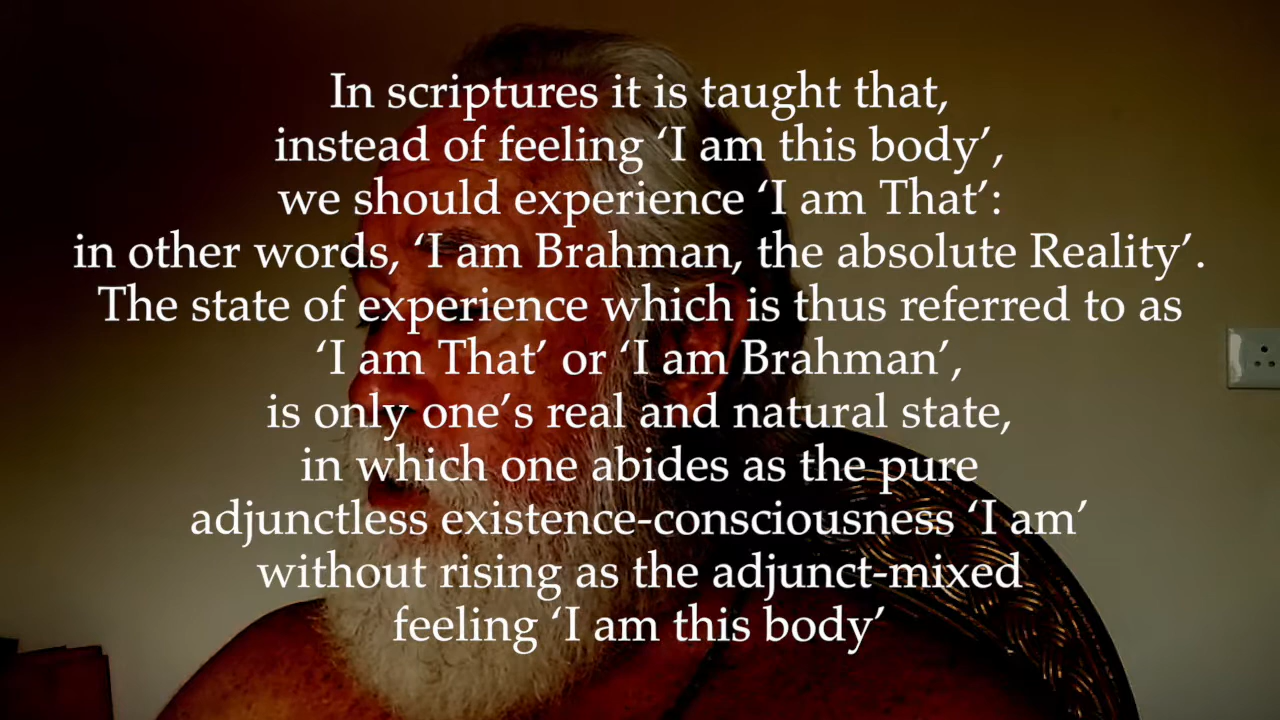 In scriptures it is taught that,
instead of feeling ‘I am this body’,
we should experience ‘I am That’:
in other words, ‘I am Brahman, the absolute Reality’.
The state of experience which is thus referred to as
‘I am That’ or ‘I am Brahman’,
is only one’s real and natural state,
in which one abides as the pure
adjunctless existence-consciousness ‘I am’
without rising as the adjunct-mixed
feeling ‘I am this body’